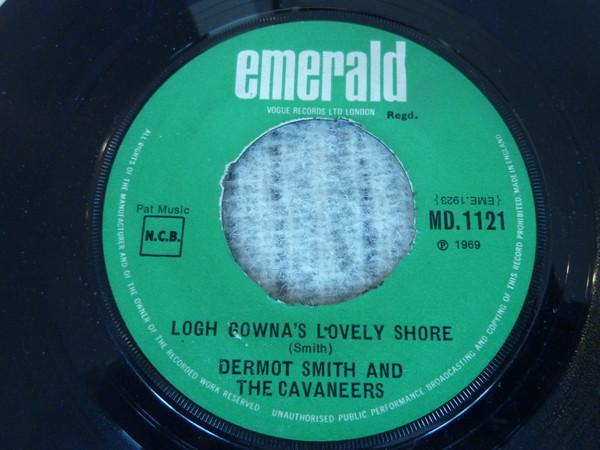 emerald
VOGUE RECORDS LTD LONDON Regd.
Pat Music
N.C.B.
{EME.1923}
MD.1121
℗ 1969
LOGH GOWNA'S LOVELY SHORE
(Smith)
DERMOT SMITH AND
THE CAVANEERS
ALL RIGHTS OF THE MANUFACTURER AND OF THE OWNER OF THE RECORDED WORK RESERVED UNAUTHORISED PUBLIC PERFORMANCE BROADCASTING AND COPYING OF THIS RECORD PROHIBITED. MADE IN ENGLAND